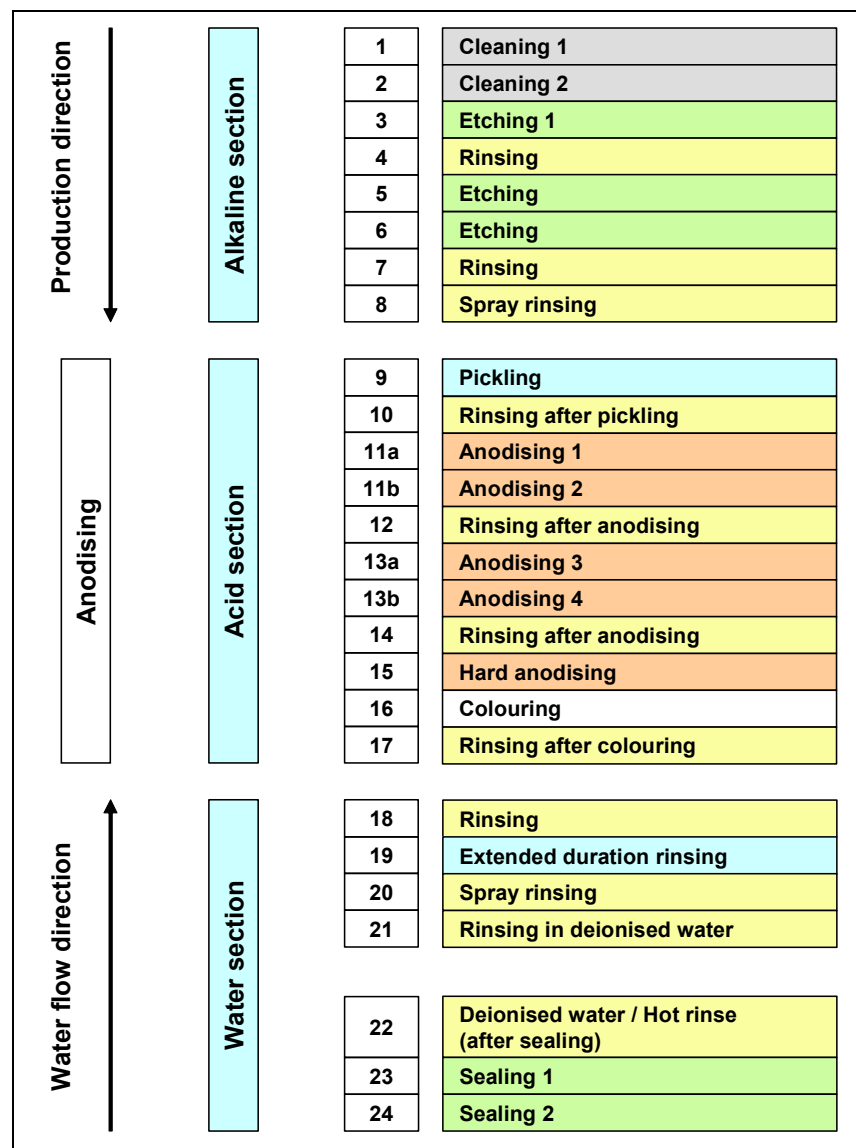 Production direction
Alkaline section
1 Cleaning 1
2 Cleaning 2
3 Etching 1
4 Rinsing
5 Etching
6 Etching
7 Rinsing
8 Spray rinsing
Anodising
Acid section
9 Pickling
10 Rinsing after pickling
11a Anodising 1
11b Anodising 2
12 Rinsing after anodising
13a Anodising 3
13b Anodising 4
14 Rinsing after anodising
15 Hard anodising
16 Colouring
17 Rinsing after colouring
Water flow direction
Water section
18 Rinsing
19 Extended duration rinsing
20 Spray rinsing
21 Rinsing in deionised water
22 Deionised water / Hot rinse
(after sealing)
23 Sealing 1
24 Sealing 2